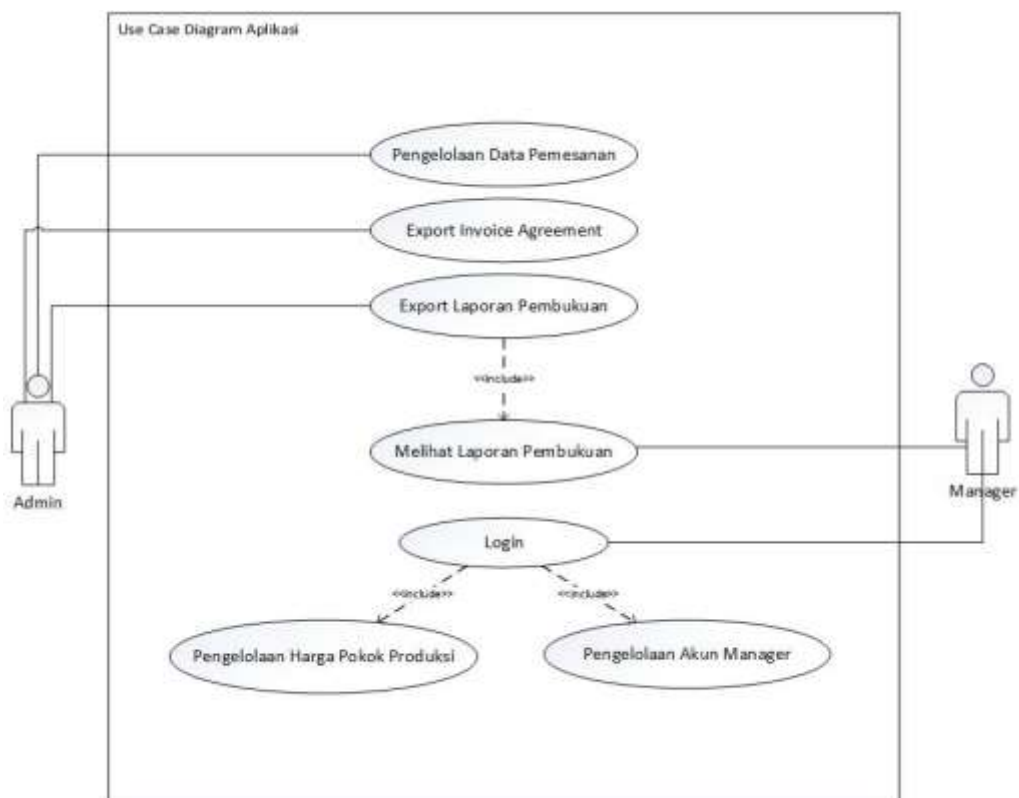 Use Case Diagram Aplikasi
Pengelolaan Data Pemesanan
Export Invoice Agreement
Export Laporan Pembukuan
<<Include>>
Melihat Laporan Pembukuan
Admin
Manager
Login
<<Include>>
<<Include>>
Pengelolaan Harga Pokok Produksi
Pengelolaan Akun Manager